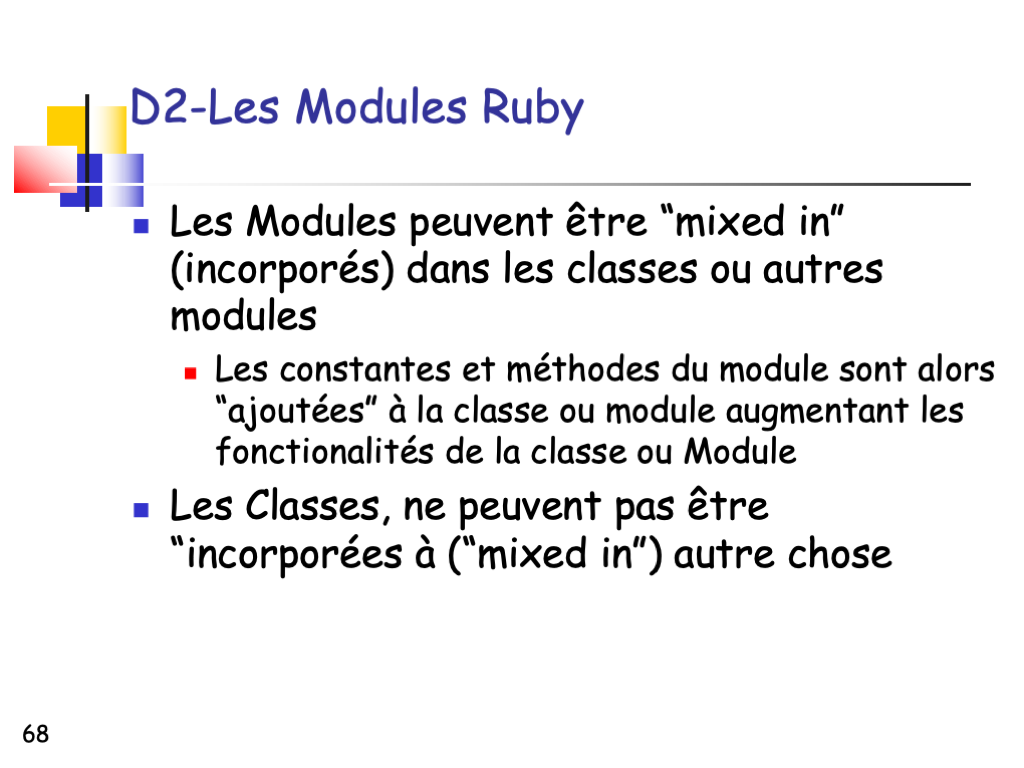 D2-Les Modules Ruby
Les Modules peuvent être “mixed in”
(incorporés) dans les classes ou autres
modules
Les constantes et méthodes du module sont alors
“ajoutées” à la classe ou module augmentant les
fonctionalités de la classe ou Module
Les Classes, ne peuvent pas être
“incorporées à (“mixed in”) autre chose
68